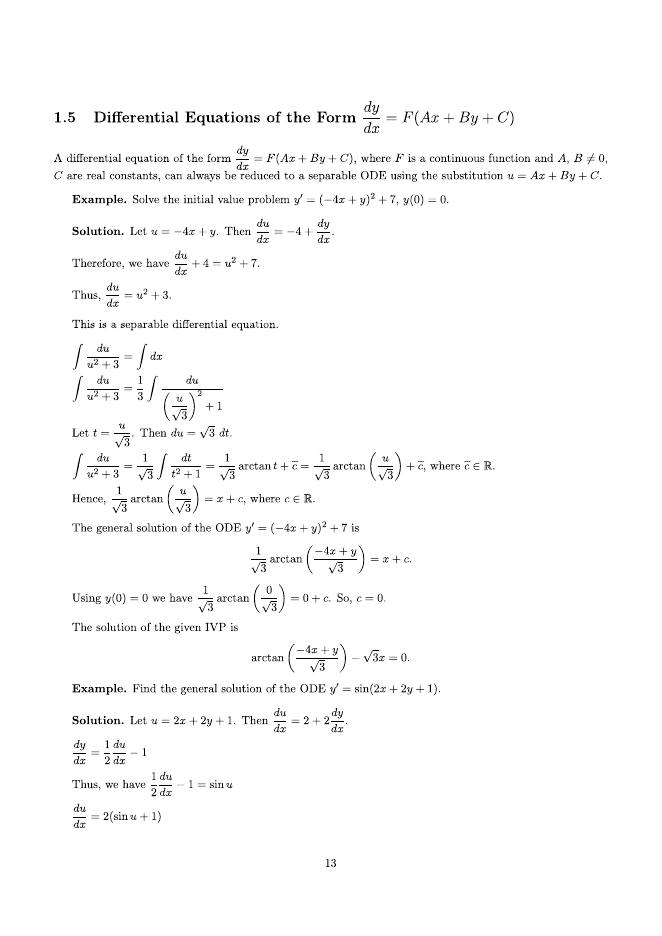 1.5 Differential Equations of the Form dy/dx = F(Ax + By + C)
A differential equation of the form dy/dx = F(Ax + By + C), where F is a continuous function and A, B ≠ 0,
C are real constants, can always be reduced to a separable ODE using the substitution u = Ax + By + C.
Example. Solve the initial value problem y′ = (−4x + y)² + 7, y(0) = 0.
Solution. Let u = −4x + y. Then du/dx = −4 + dy/dx.
Therefore, we have du/dx + 4 = u² + 7.
Thus, du/dx = u² + 3.
This is a separable differential equation.
∫ du/(u² + 3) = ∫ dx
∫ du/(u² + 3) = 1/3 ∫ du/((u/√3)² + 1)
Let t = u/√3. Then du = √3 dt.
∫ du/(u² + 3) = 1/√3 ∫ dt/(t² + 1) = 1/√3 arctan t + c̄ = 1/√3 arctan (u/√3) + c̄, where c̄ ∈ ℝ.
Hence, 1/√3 arctan (u/√3) = x + c, where c ∈ ℝ.
The general solution of the ODE y′ = (−4x + y)² + 7 is
1/√3 arctan ((−4x + y)/√3) = x + c.
Using y(0) = 0 we have 1/√3 arctan (0/√3) = 0 + c. So, c = 0.
The solution of the given IVP is
arctan ((−4x + y)/√3) − √3x = 0.
Example. Find the general solution of the ODE y′ = sin(2x + 2y + 1).
Solution. Let u = 2x + 2y + 1. Then du/dx = 2 + 2 dy/dx.
dy/dx = 1/2 du/dx − 1
Thus, we have 1/2 du/dx − 1 = sin u
du/dx = 2(sin u + 1)
13